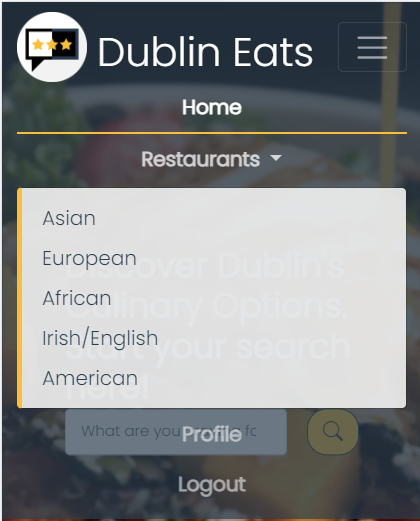 Dublin Eats
Home
Restaurants
Asian
European
Discover Dublin's
African
Culinary Options.
Irish/English
Start your search
American
here!
What are you
Profile
Logout